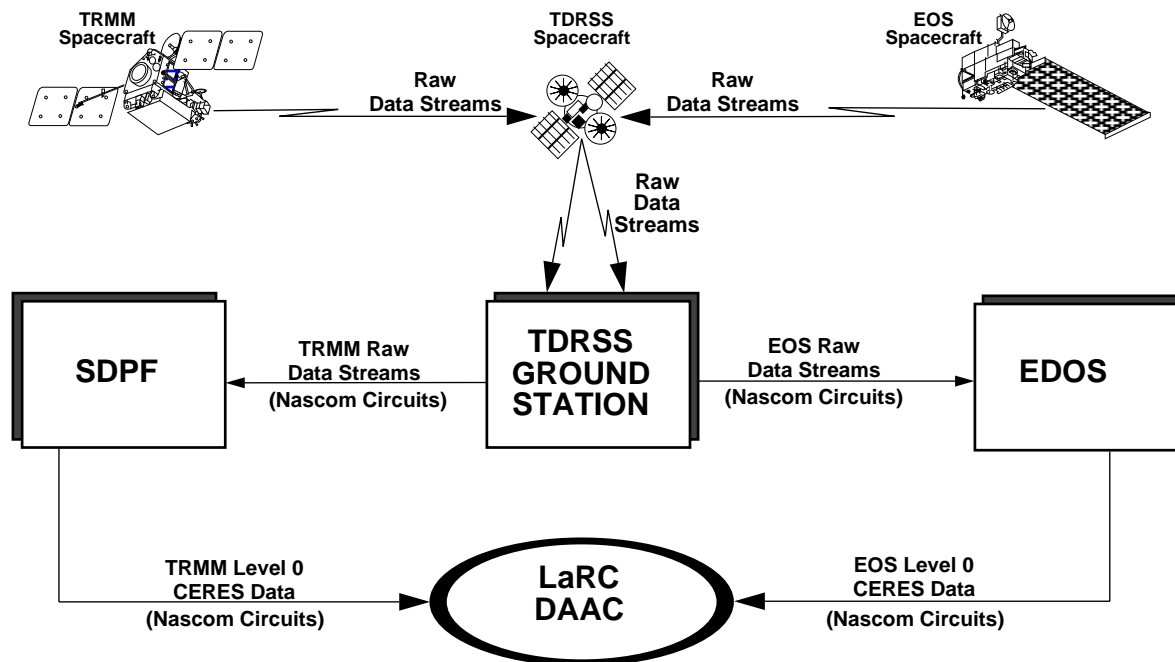 TRMM
Spacecraft
TDRSS
Spacecraft
EOS
Spacecraft
Raw
Data Streams
Raw
Data Streams
Raw
Data
Streams
SDPF
TRMM Raw
Data Streams
(Nascom Circuits)
TDRSS
GROUND
STATION
EOS Raw
Data Streams
(Nascom Circuits)
EDOS
TRMM Level 0
CERES Data
(Nascom Circuits)
LaRC
DAAC
EOS Level 0
CERES Data
(Nascom Circuits)